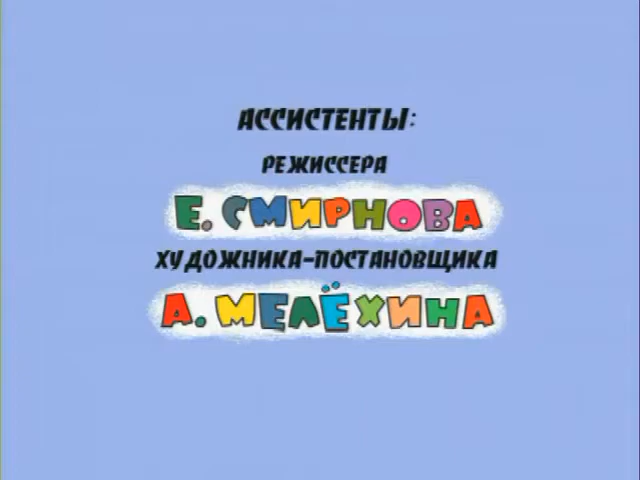 АССИСТЕНТЫ:
РЕЖИССЕРА
Е. СМИРНОВА
ХУДОЖНИКА-ПОСТАНОВЩИКА
А. МЕЛЁХИНА